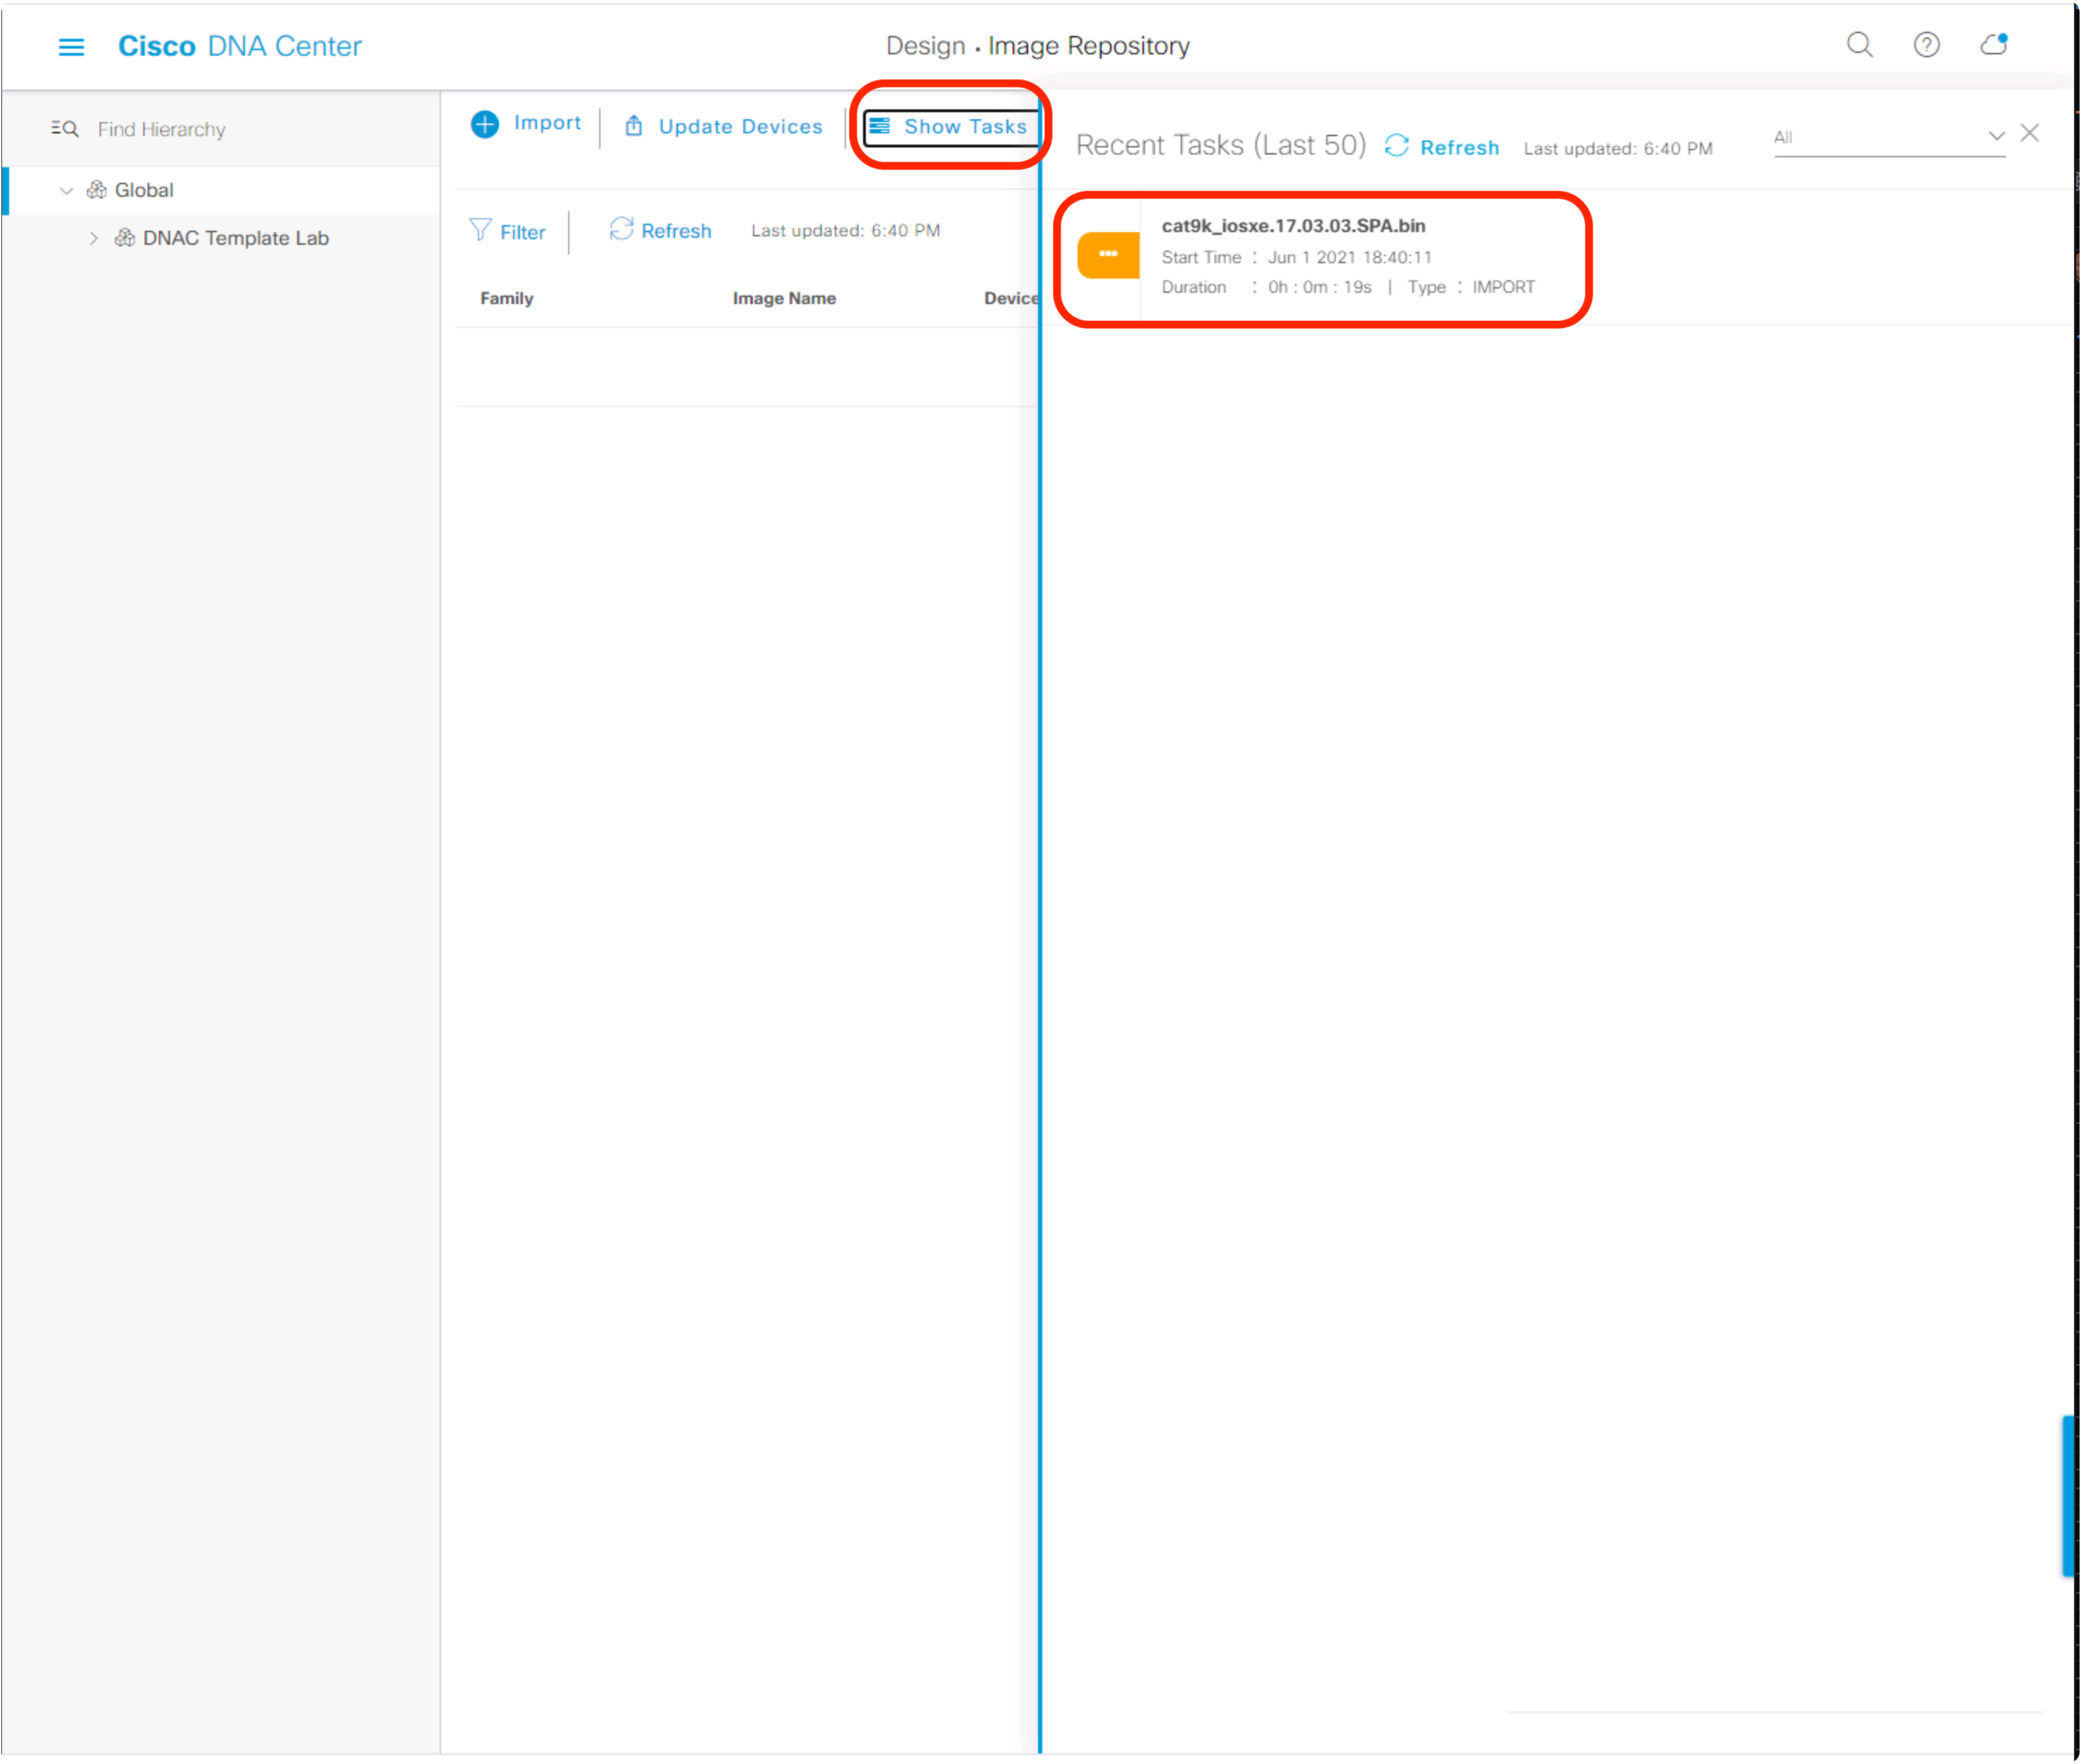 Cisco DNA Center
Design • Image Repository
Find Hierarchy
Global
DNAC Template Lab
Import
Update Devices
Show Tasks
Filter
Refresh
Last updated: 6:40 PM
Family
Image Name
Device
Recent Tasks (Last 50)
Refresh
Last updated: 6:40 PM
All
cat9k_iosxe.17.03.03.SPA.bin
Start Time : Jun 1 2021 18:40:11
Duration : 0h : 0m : 19s | Type : IMPORT